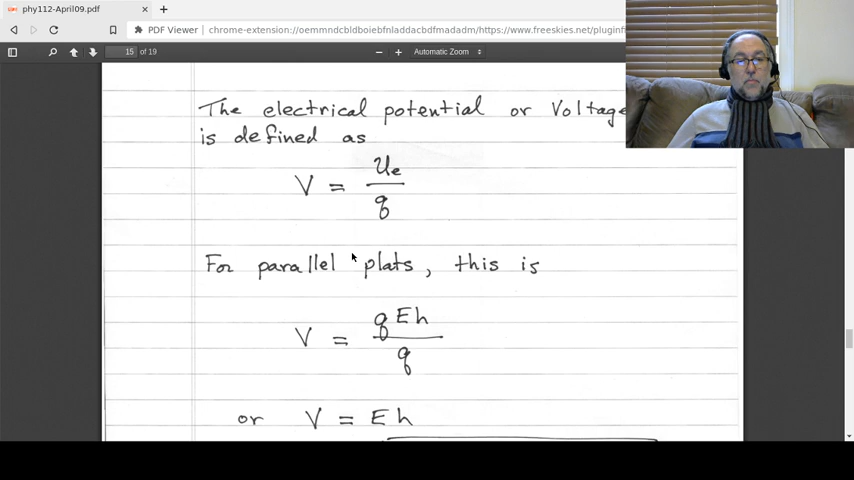 phy112-April09.pdf
PDF Viewer
chrome-extension://oemmndcbldboiebfnladdacbdfmadadm/https://www.freeskies.net/pluginf
15 of 19
Automatic Zoom
The electrical potential or Voltage
is defined as
V = Ue/q
For parallel plats, this is
V = qEh/q
or V = Eh